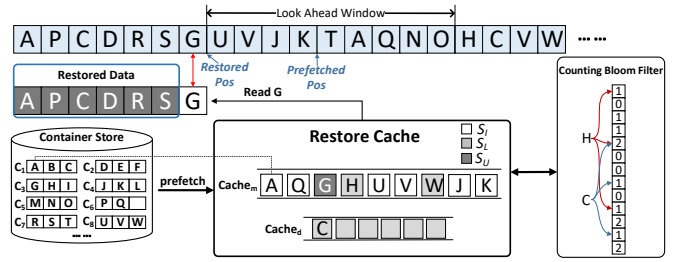 Look Ahead Window
A P C D R S G U V J K T A Q N O H C V W ... ...
Restored Data
Restored Pos
Prefetched Pos
Counting Bloom Filter
A P C D R S G
Read G
Container Store
Restore Cache
S_I
S_L
S_U
C1 A B C C2 D E F
C3 G H I C4 J K L
C5 M N O C6 P Q
C7 R S T C8 U V W
... ...
prefetch
Cache_m A Q G H U V W J K
Cache_d C
H
C
1
0
1
1
2
0
0
1
0
1
2
1
2